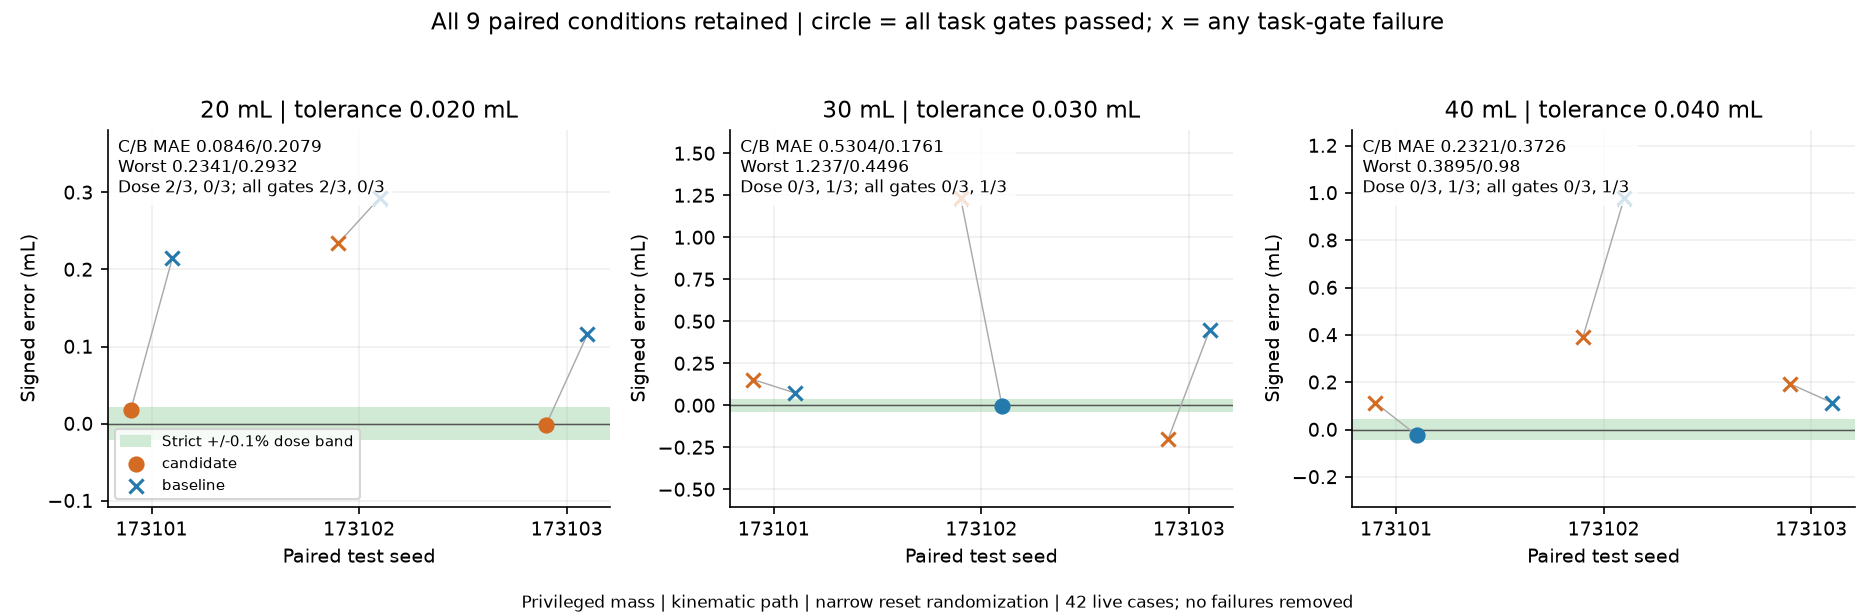 All 9 paired conditions retained | circle = all task gates passed; x = any task-gate failure
20 mL | tolerance 0.020 mL
C/B MAE 0.0846/0.2079
Worst 0.2341/0.2932
Dose 2/3, 0/3; all gates 2/3, 0/3
Signed error (mL)
0.3
0.2
0.1
0.0
−0.1
Strict +/-0.1% dose band
candidate
baseline
173101
173102
173103
Paired test seed
30 mL | tolerance 0.030 mL
C/B MAE 0.5304/0.1761
Worst 1.237/0.4496
Dose 0/3, 1/3; all gates 0/3, 1/3
Signed error (mL)
1.50
1.25
1.00
0.75
0.50
0.25
0.00
−0.25
−0.50
173101
173102
173103
Paired test seed
40 mL | tolerance 0.040 mL
C/B MAE 0.2321/0.3726
Worst 0.3895/0.98
Dose 0/3, 1/3; all gates 0/3, 1/3
Signed error (mL)
1.2
1.0
0.8
0.6
0.4
0.2
0.0
−0.2
173101
173102
173103
Paired test seed
Privileged mass | kinematic path | narrow reset randomization | 42 live cases; no failures removed